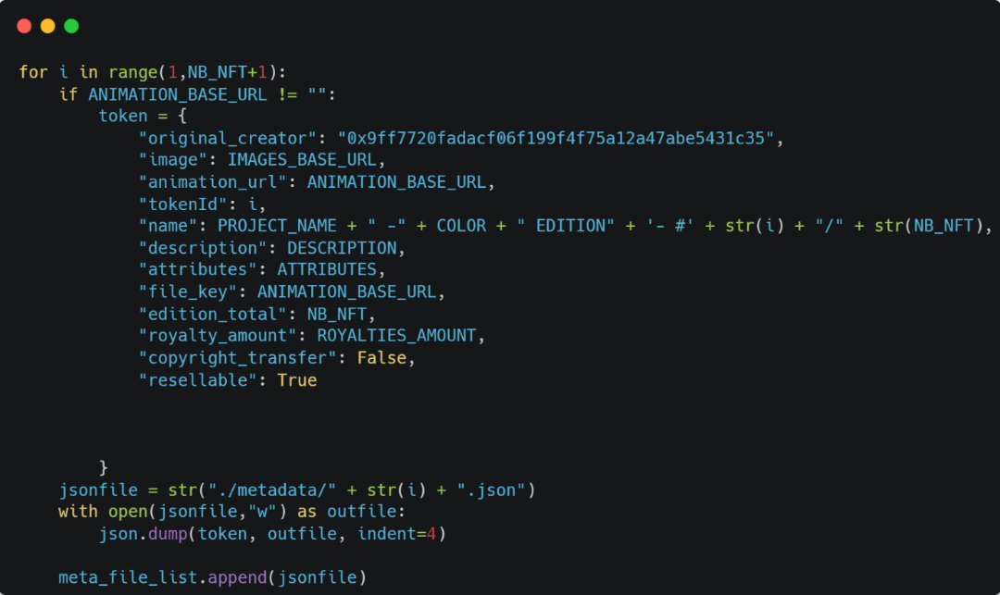 for i in range(1,NB_NFT+1):
    if ANIMATION_BASE_URL != "":
        token = {
            "original_creator": "0x9ff7720fadacf06f199f4f75a12a47abe5431c35",
            "image": IMAGES_BASE_URL,
            "animation_url": ANIMATION_BASE_URL,
            "tokenId": i,
            "name": PROJECT_NAME + " -" + COLOR + " EDITION" + '- #' + str(i) + "/" + str(NB_NFT),
            "description": DESCRIPTION,
            "attributes": ATTRIBUTES,
            "file_key": ANIMATION_BASE_URL,
            "edition_total": NB_NFT,
            "royalty_amount": ROYALTIES_AMOUNT,
            "copyright_transfer": False,
            "resellable": True
        }
    jsonfile = str("./metadata/" + str(i) + ".json")
    with open(jsonfile,"w") as outfile:
        json.dump(token, outfile, indent=4)
    meta_file_list.append(jsonfile)